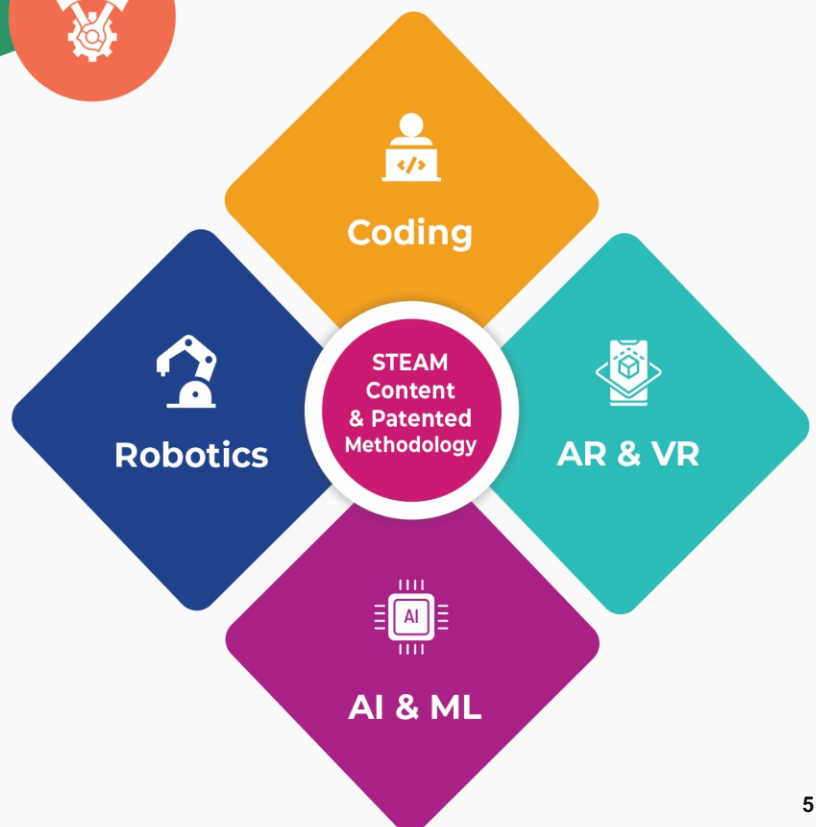 </>
Coding
STEAM
Content
& Patented
Methodology
Robotics
AR & VR
AI
AI & ML
5